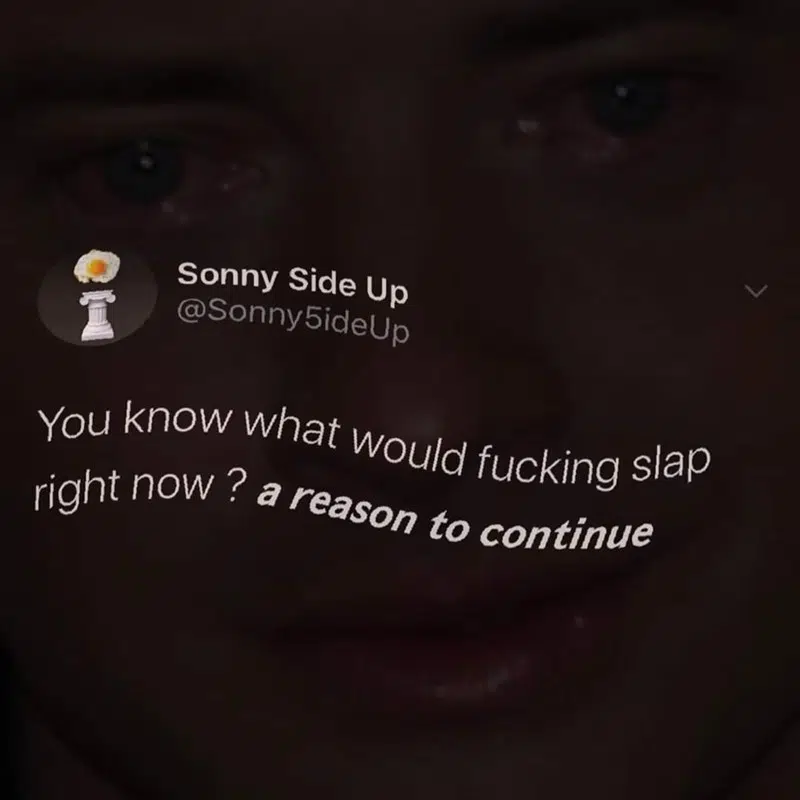 Sonny Side Up
@Sonny5ideUp
You know what would fucking slap
right now ? a reason to continue